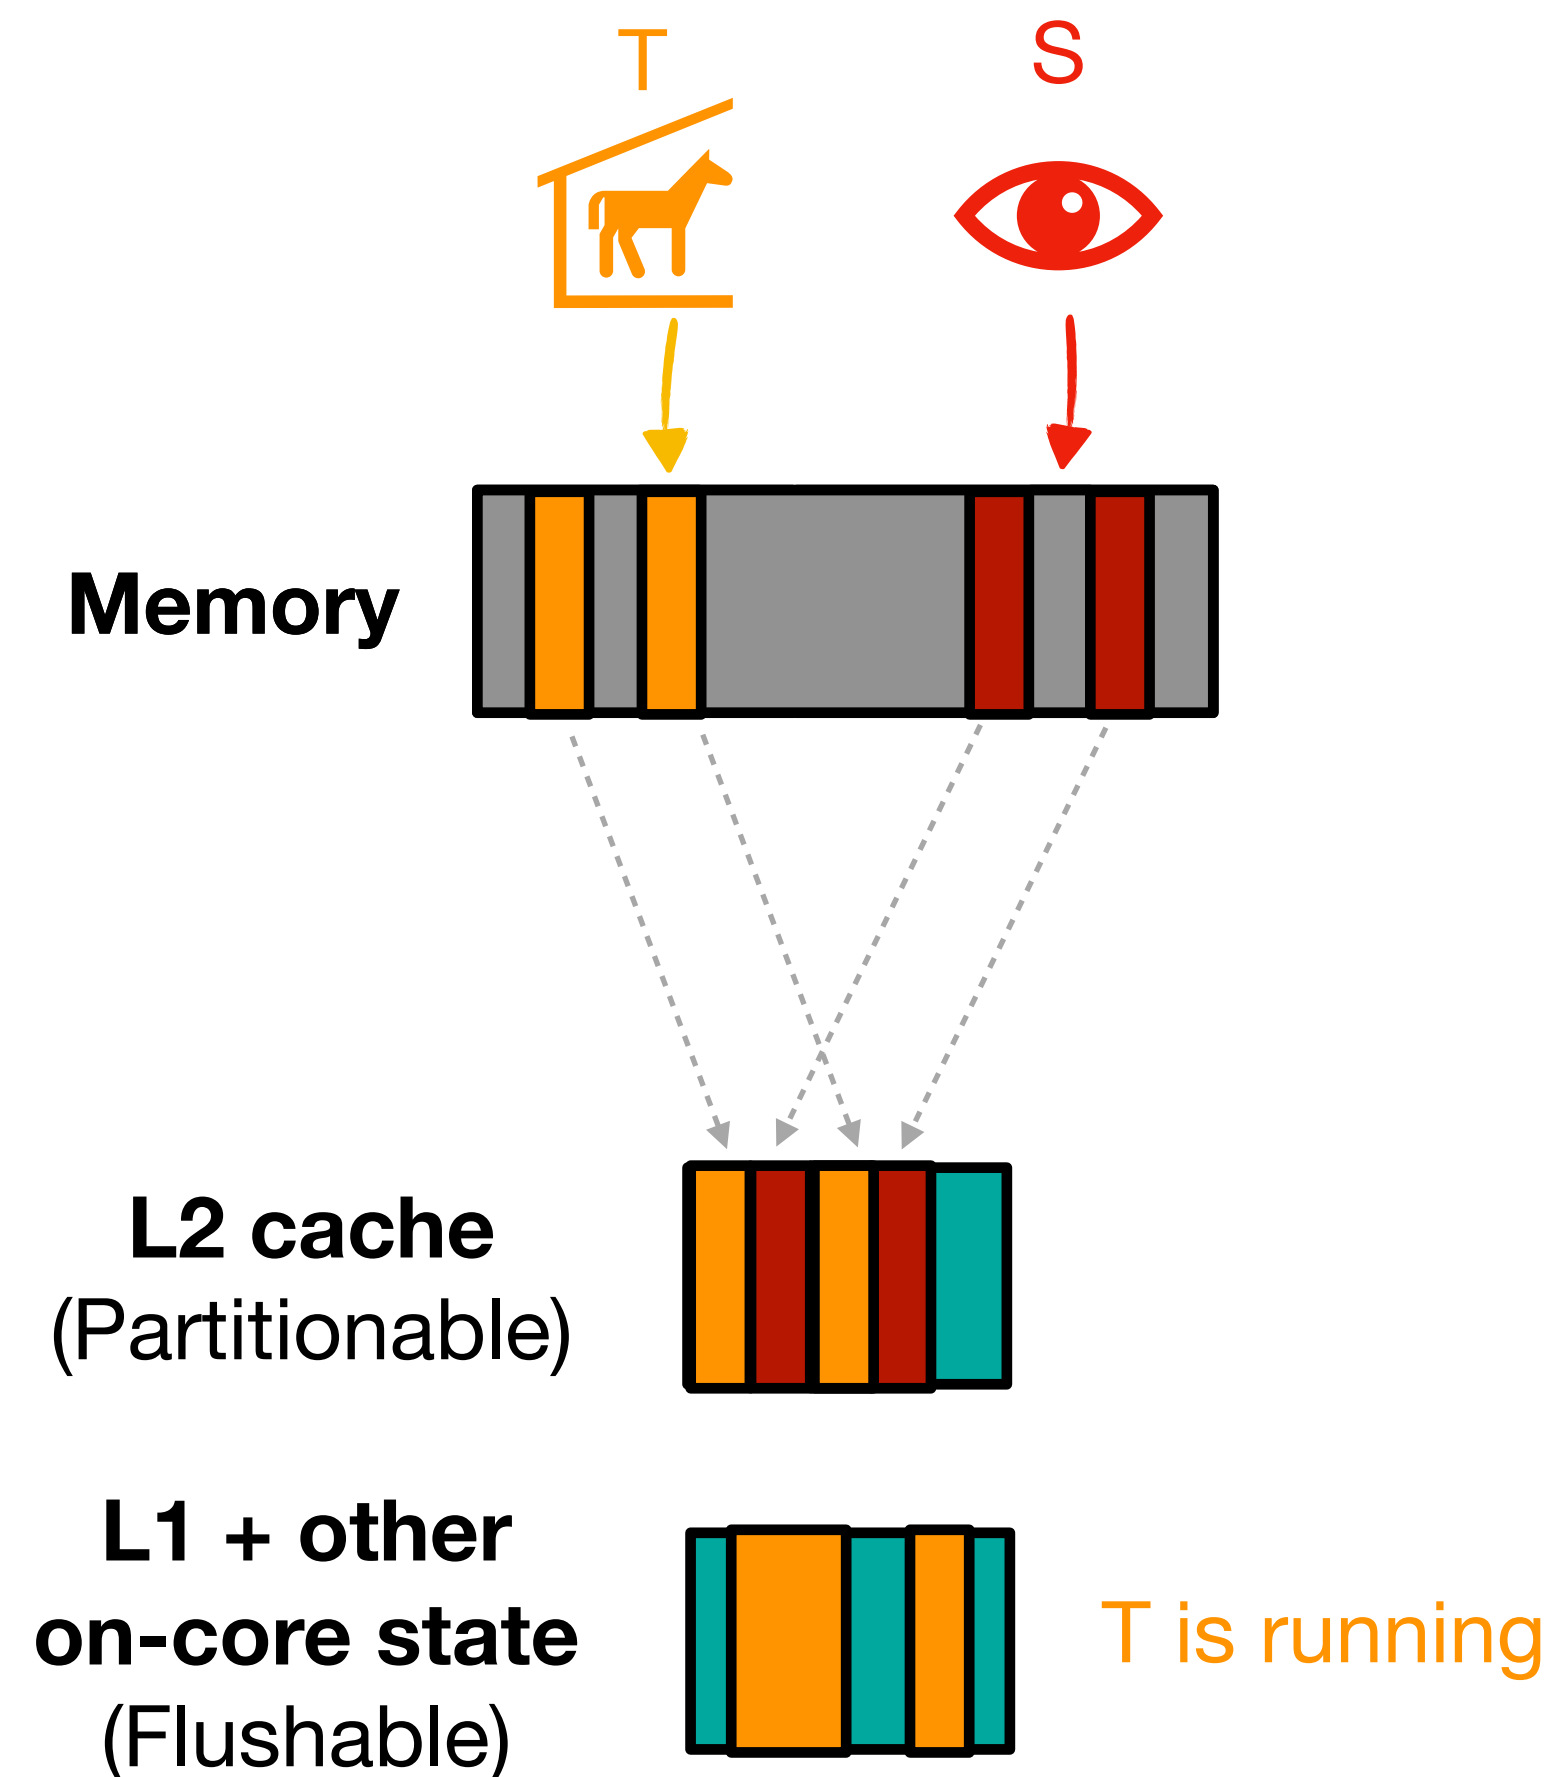 T
S
Memory
L2 cache
(Partitionable)
L1 + other
on-core state
(Flushable)
T is running